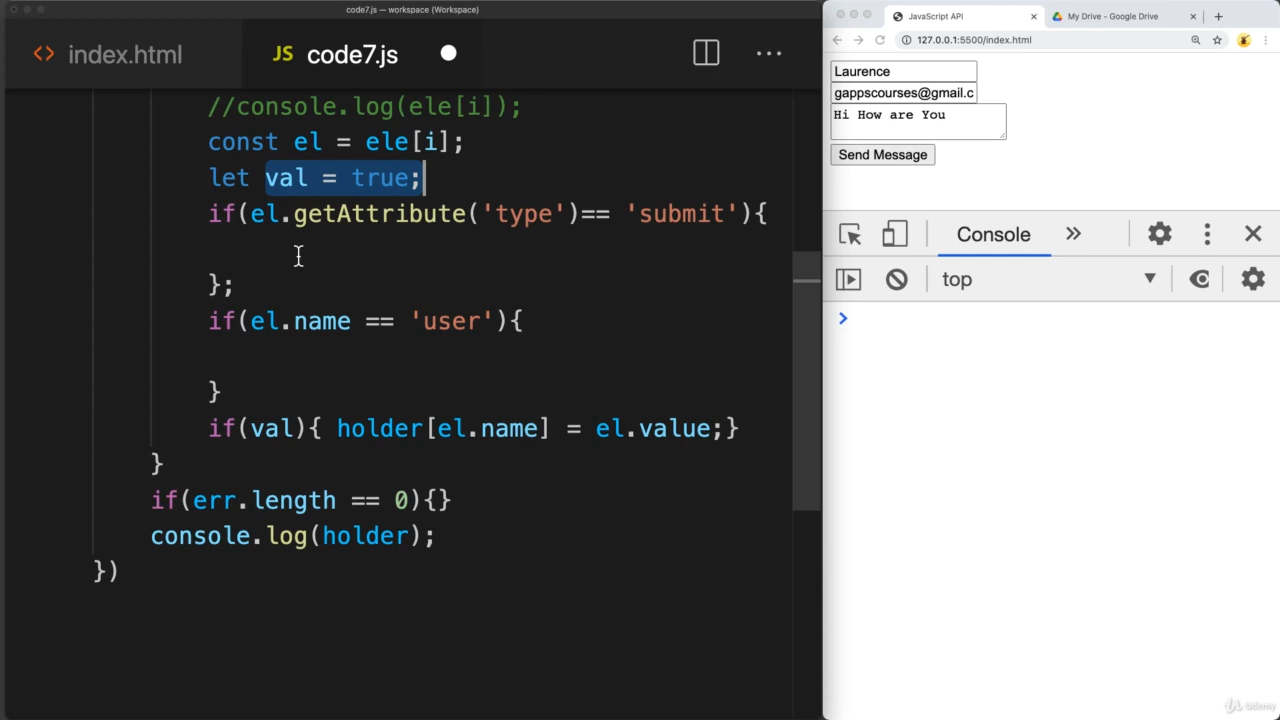 code7.js — workspace (Workspace)
<> index.html
JS code7.js
//console.log(ele[i]);
const el = ele[i];
let val = true;
if(el.getAttribute('type')== 'submit'){
};
if(el.name == 'user'){
}
if(val){ holder[el.name] = el.value;}
}
if(err.length == 0){}
console.log(holder);
})
JavaScript API
My Drive - Google Drive
127.0.0.1:5500/index.html
Laurence
gappscourses@gmail.c
Hi How are You
Send Message
Console
top
Udemy